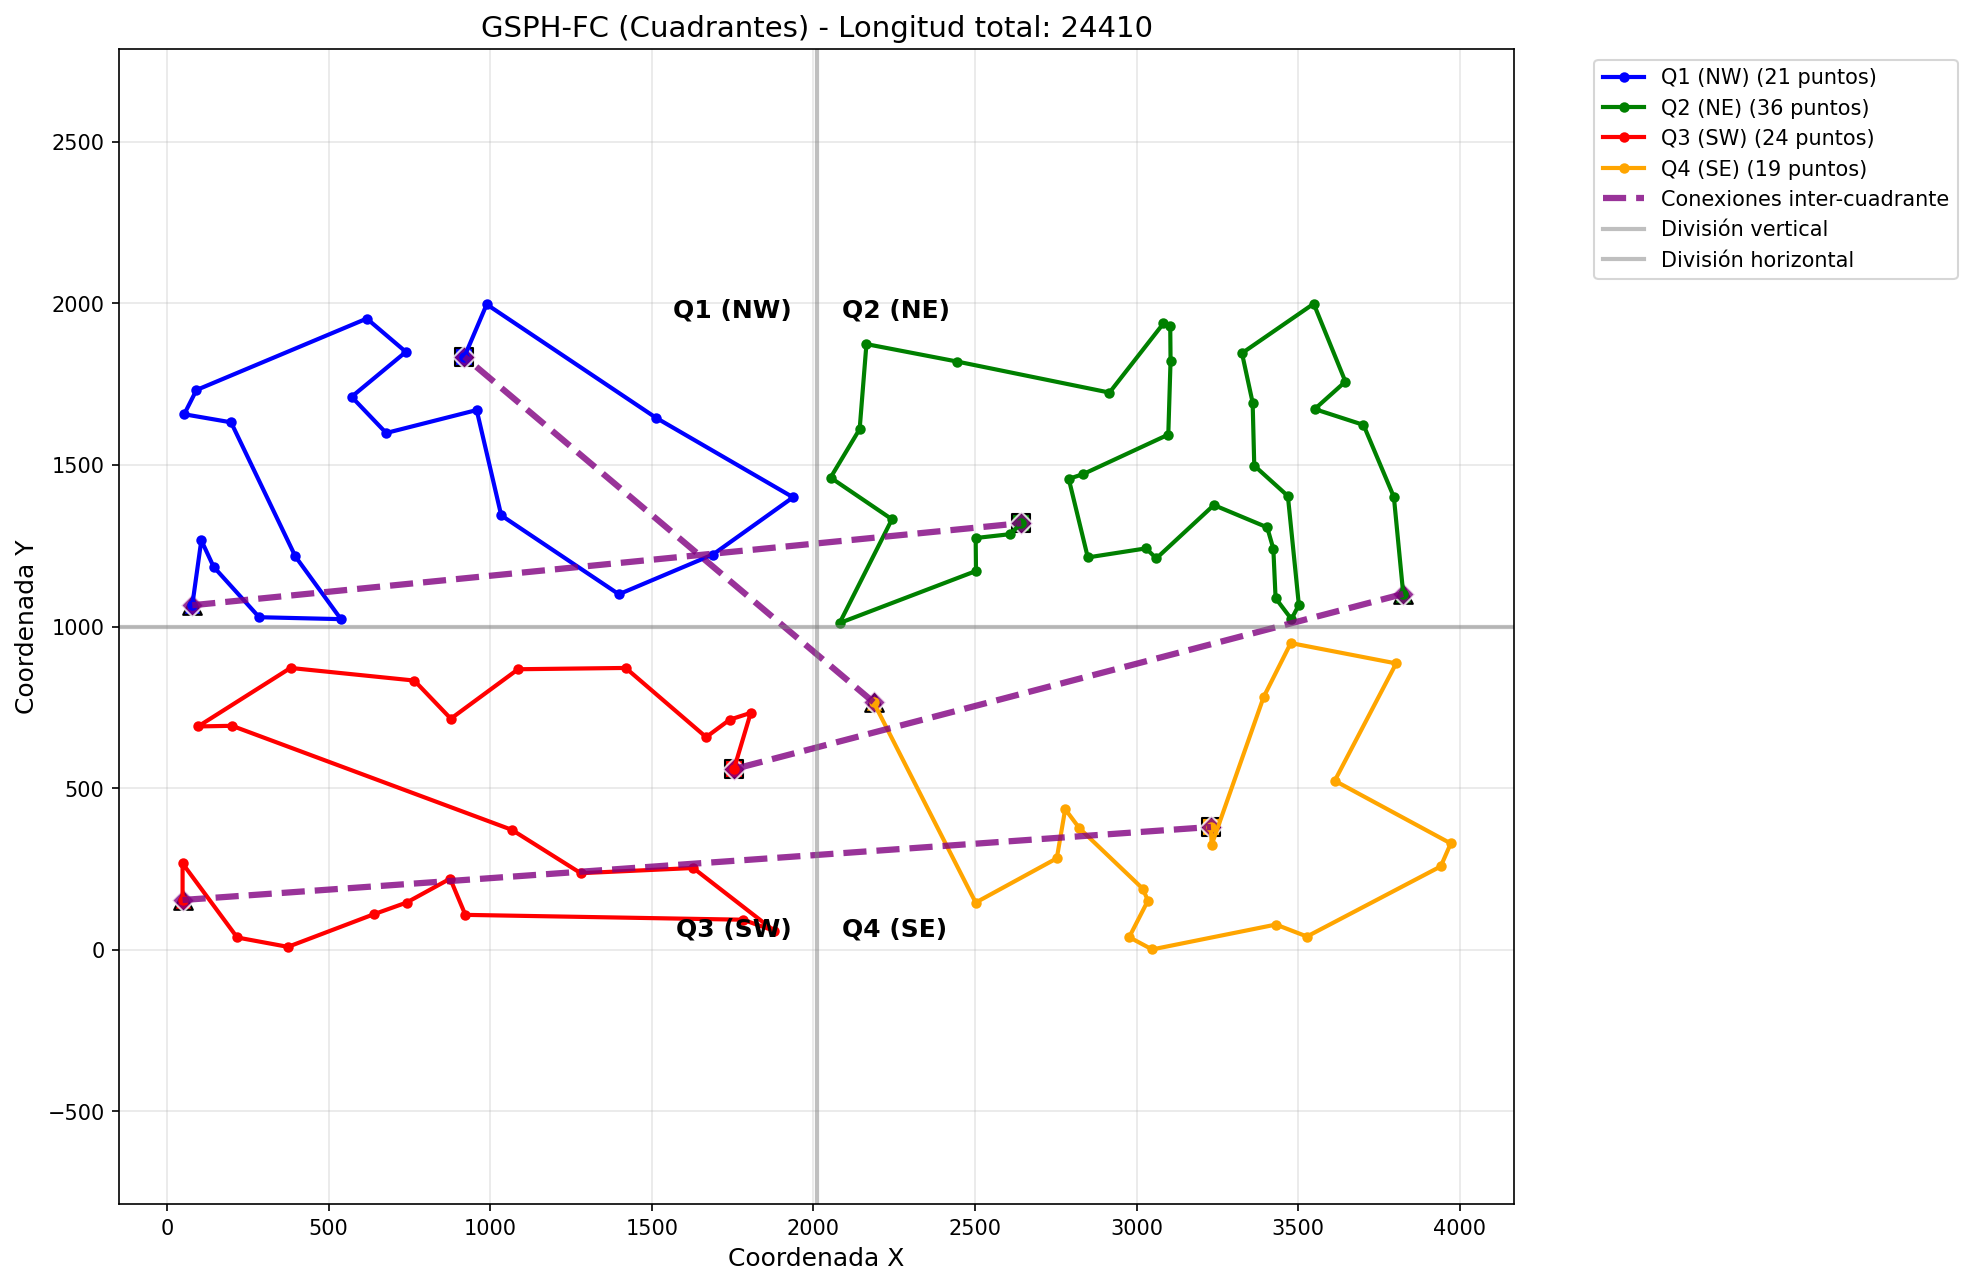 GSPH-FC (Cuadrantes) - Longitud total: 24410
Q1 (NW) (21 puntos)
Q2 (NE) (36 puntos)
Q3 (SW) (24 puntos)
Q4 (SE) (19 puntos)
Conexiones inter-cuadrante
División vertical
División horizontal
Coordenada Y
2500
2000
1500
1000
500
0
−500
Q1 (NW)
Q2 (NE)
Q3 (SW)
Q4 (SE)
0
500
1000
1500
2000
2500
3000
3500
4000
Coordenada X